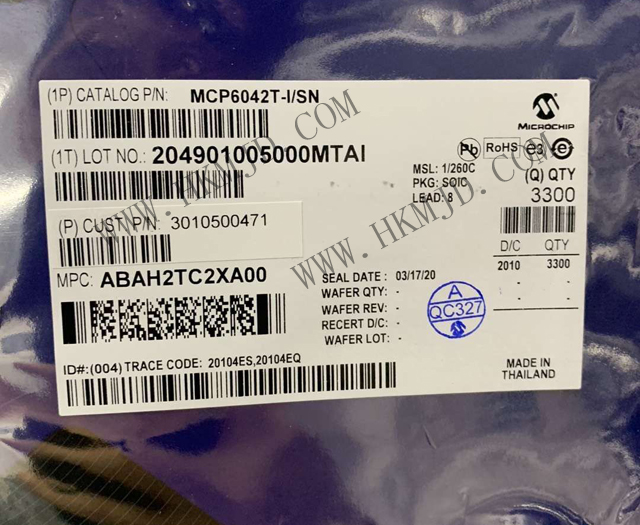 (1P) CATALOG P/N: MCP6042T-I/SN
MICROCHIP
(1T) LOT NO.: 204901005000MTAI
Pb RoHS e3 e
MSL: 1/260C
PKG: SOIC
LEAD: 8
(Q) QTY
3300
(P) CUST. P/N: 3010500471
D/C QTY
2010 3300
- -
- -
MPC: ABAH2TC2XA00
SEAL DATE : 03/17/20
WAFER QTY: -
WAFER REV: -
RECERT D/C: -
WAFER LOT: -
A
QC327
ID#:(004) TRACE CODE: 20104ES,20104EQ
MADE IN
THAILAND
WWW.HKMJD.COM
WWW.HKMJD.COM